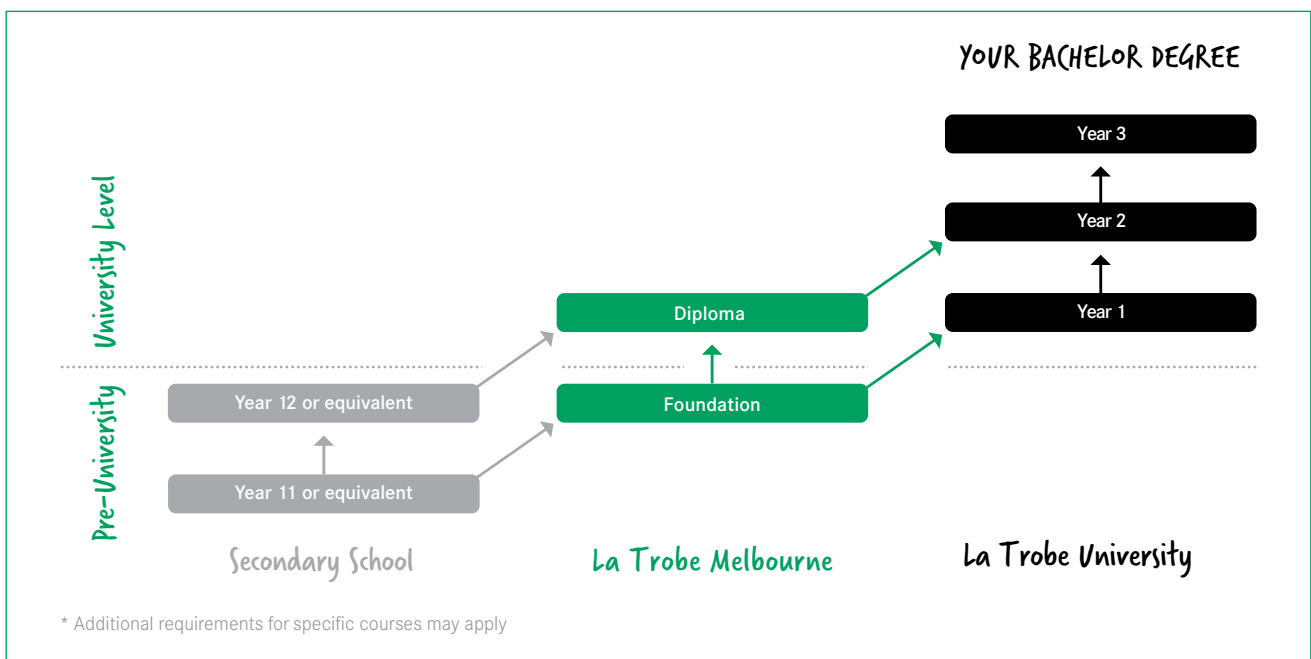 YOUR BACHELOR DEGREE
Year 3
Year 2
Year 1
University Level
Diploma
Pre-University
Year 12 or equivalent
Foundation
Year 11 or equivalent
Secondary School
La Trobe Melbourne
La Trobe University
* Additional requirements for specific courses may apply